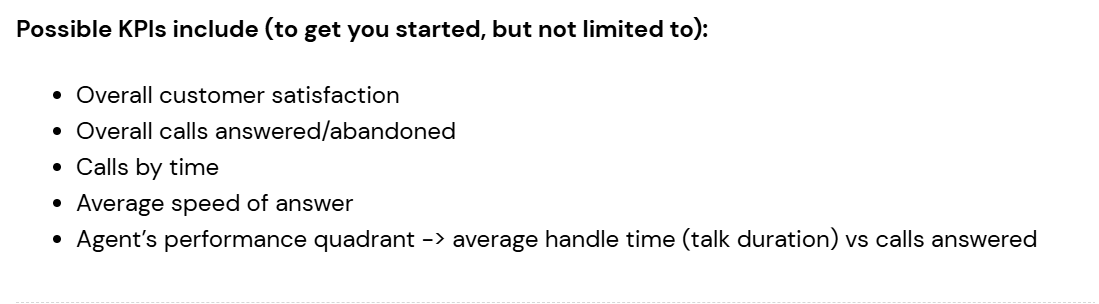 Possible KPIs include (to get you started, but not limited to):
• Overall customer satisfaction
• Overall calls answered/abandoned
• Calls by time
• Average speed of answer
• Agent’s performance quadrant -> average handle time (talk duration) vs calls answered